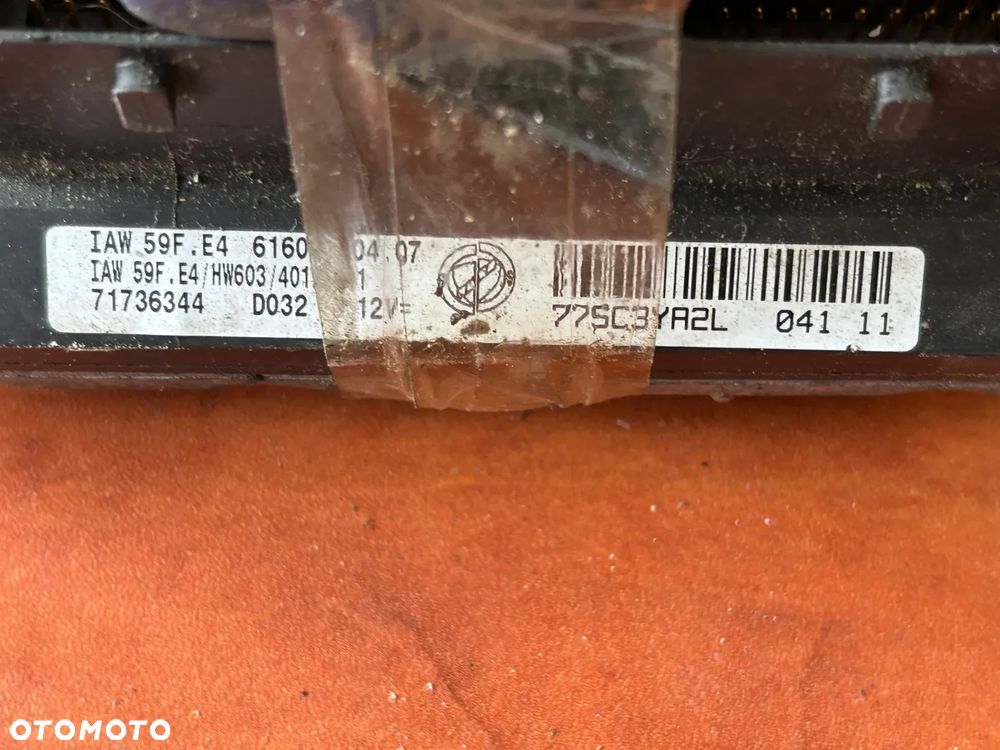 IAW 59F.E4 6160 04.07
IAW 59F.E4/HW603/401 1
71736344 D032 12V=
77SC3YA2L 041 11
OTOMOTO